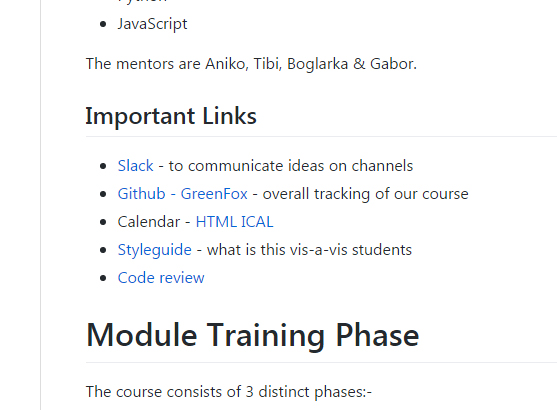 JavaScript
The mentors are Aniko, Tibi, Boglarka & Gabor.
Important Links
Slack - to communicate ideas on channels
Github - GreenFox - overall tracking of our course
Calendar - HTML ICAL
Styleguide - what is this vis-a-vis students
Code review
Module Training Phase
The course consists of 3 distinct phases:-